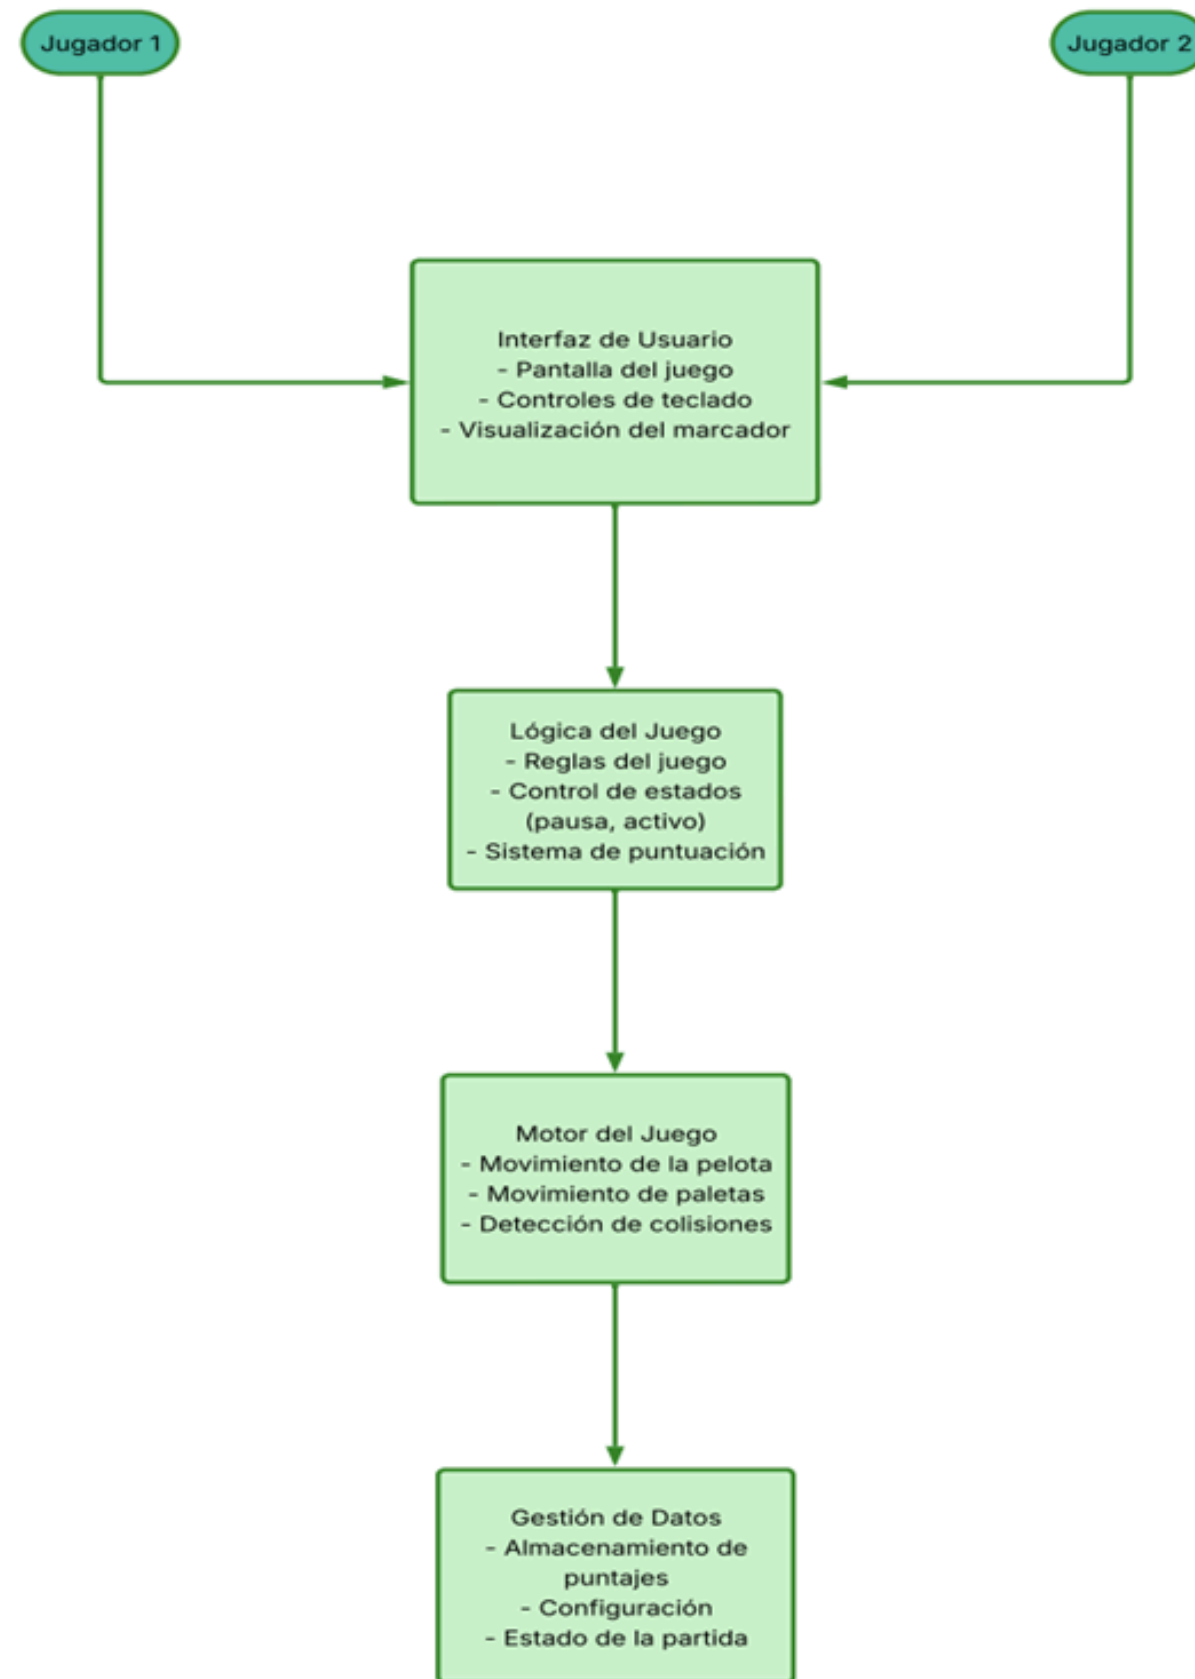 Jugador 1
Jugador 2
Interfaz de Usuario
- Pantalla del juego
- Controles de teclado
- Visualización del marcador
Lógica del Juego
- Reglas del juego
- Control de estados
(pausa, activo)
- Sistema de puntuación
Motor del Juego
- Movimiento de la pelota
- Movimiento de paletas
- Detección de colisiones
Gestión de Datos
- Almacenamiento de
puntajes
- Configuración
- Estado de la partida